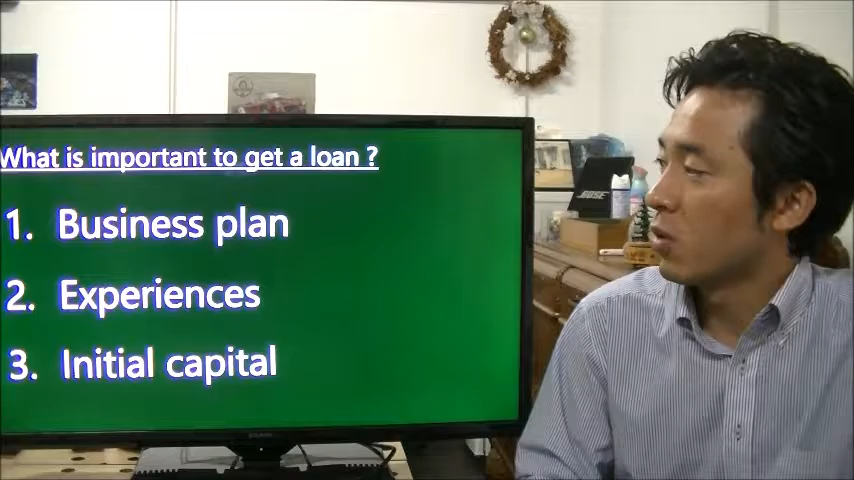 What is important to get a loan ?
1. Business plan
2. Experiences
3. Initial capital
BOSE